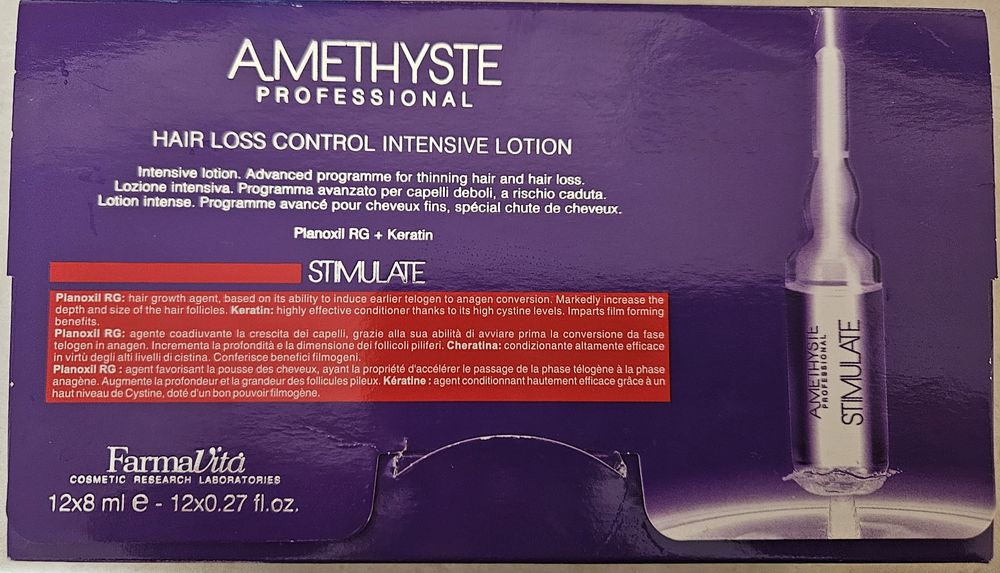 AMETHYSTE
PROFESSIONAL
HAIR LOSS CONTROL INTENSIVE LOTION
Intensive lotion. Advanced programme for thinning hair and hair loss.
Lozione intensiva. Programma avanzato per capelli deboli, a rischio caduta.
Lotion intense. Programme avancé pour cheveux fins, spécial chute de cheveux.
Planoxil RG + Keratin
STIMULATE
Planoxil RG: hair growth agent, based on its ability to induce earlier telogen to anagen conversion. Markedly increase the
depth and size of the hair follicles. Keratin: highly effective conditioner thanks to its high cystine levels. Imparts film forming
benefits.
Planoxil RG: agente coadiuvante la crescita dei capelli, grazie alla sua abilità di avviare prima la conversione da fase
telogen in anagen. Incrementa la profondità e la dimensione dei follicoli piliferi. Cheratina: condizionante altamente efficace
in virtù degli alti livelli di cistina. Conferisce benefici filmogeni.
Planoxil RG : agent favorisant la pousse des cheveux, ayant la propriété d'accélérer le passage de la phase télogène à la phase
anagène. Augmente la profondeur et la grandeur des follicules pileux. Kératine : agent conditionnant hautement efficace grâce à un
haut niveau de Cystine, doté d'un bon pouvoir filmogène.
AMETHYSTE
PROFESSIONAL
STIMULATE
FarmaVita
COSMETIC RESEARCH LABORATORIES
12x8 ml e - 12x0.27 fl.oz.